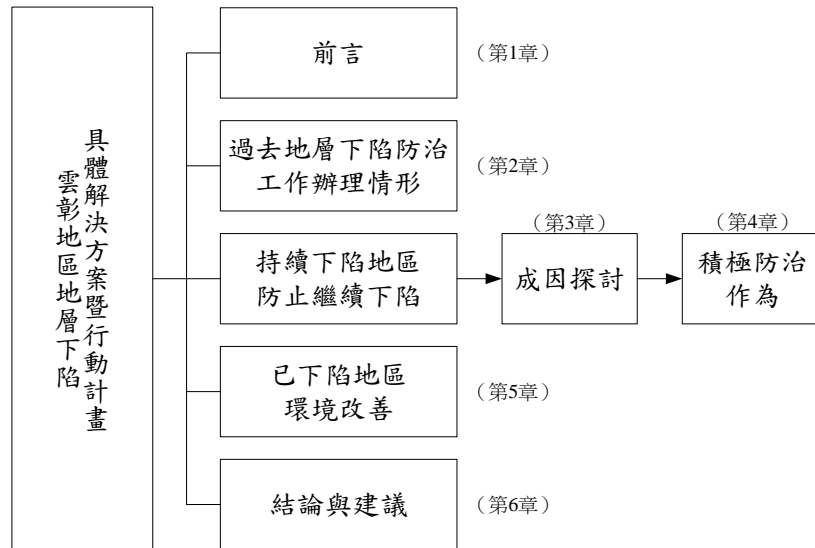 雲彰地區地層下陷
具體解決方案暨行動計畫
前言
（第1章）
過去地層下陷防治
工作辦理情形
（第2章）
持續下陷地區
防止繼續下陷
（第3章）
成因探討
（第4章）
積極防治
作為
已下陷地區
環境改善
（第5章）
結論與建議
（第6章）